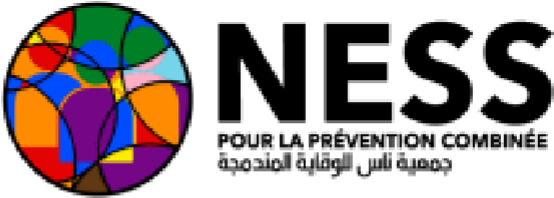 NESS
POUR LA PRÉVENTION COMBINÉE
جمعية ناس للوقاية المندمجة